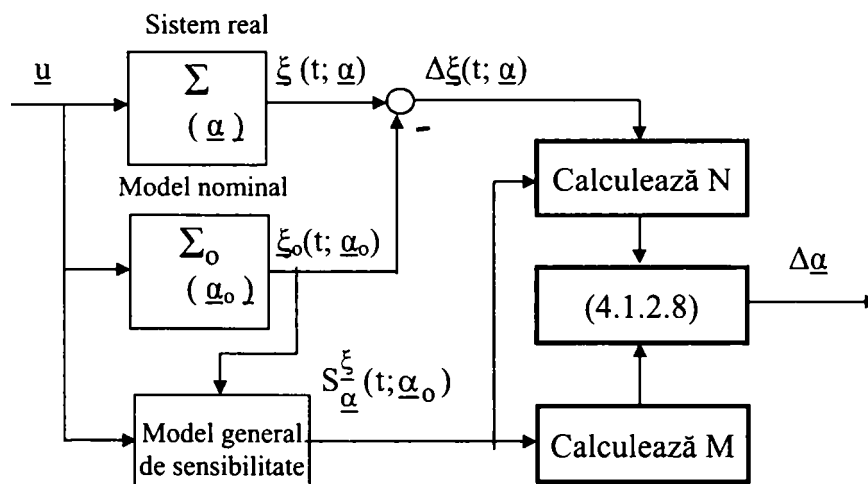 Sistem real
u
Σ
( α )
ξ (t; α)
Δξ(t; α)
-
Model nominal
Calculează N
Σo
( αo )
ξo(t; αo)
(4.1.2.8)
Δα
Model general
de sensibilitate
S ξ α (t; αo)
Calculează M